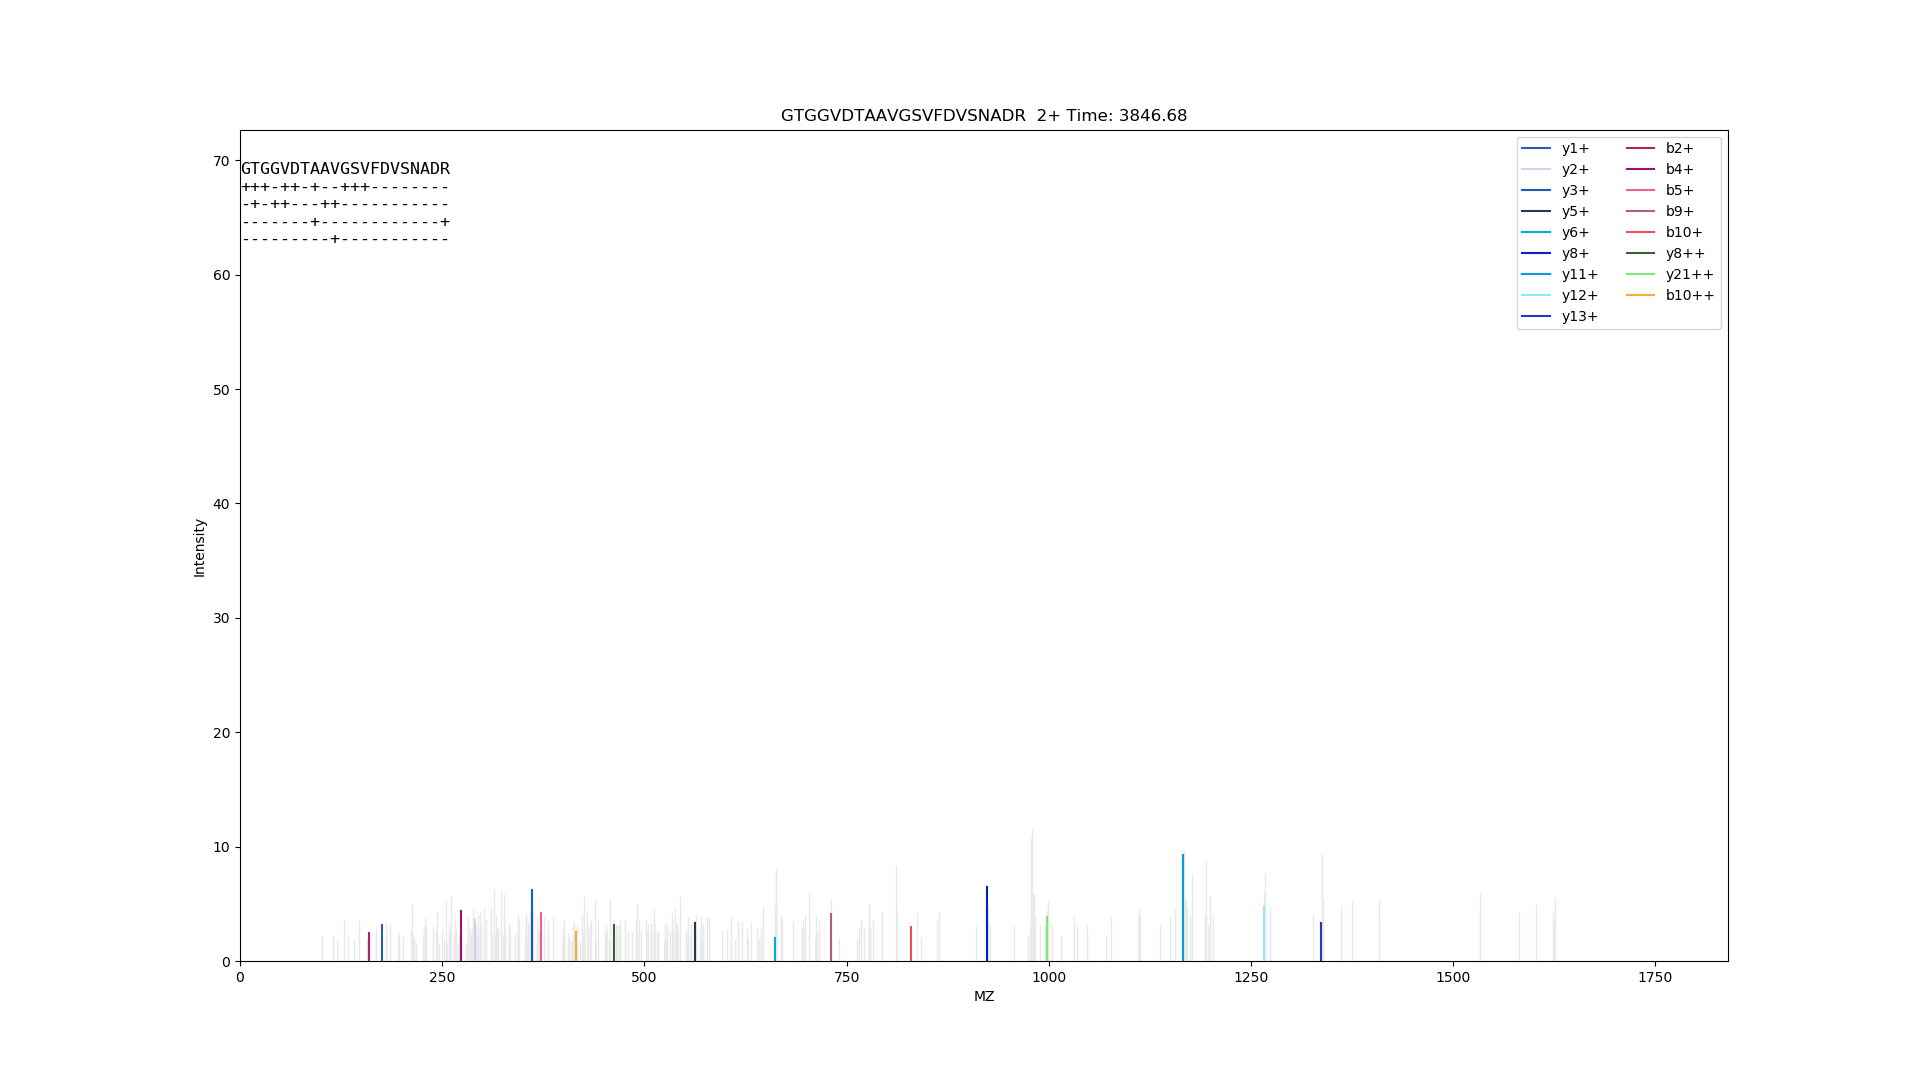 GTGGVDTAAVGSVFDVSNADR  2+ Time: 3846.68
GTGGVDTAAVGSVFDVSNADR
+++-++-+--+++--------
-+-++---++-----------
-------+------------+
---------+-----------
y1+
y2+
y3+
y5+
y6+
y8+
y11+
y12+
y13+
b2+
b4+
b5+
b9+
b10+
y8++
y21++
b10++
70
60
50
40
30
20
10
0
Intensity
0 250 500 750 1000 1250 1500 1750
MZ